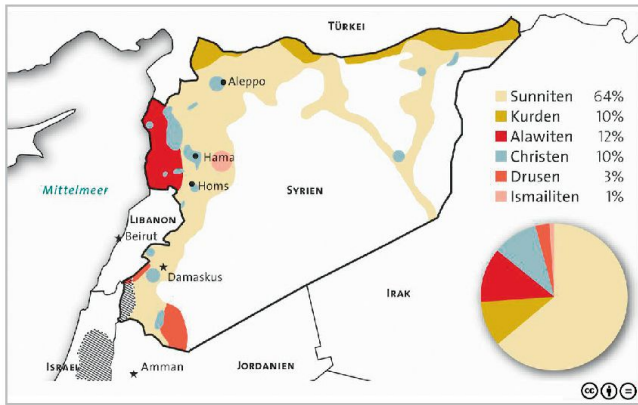 TÜRKEI
Aleppo
Sunniten 64%
Kurden 10%
Alawiten 12%
Christen 10%
Drusen 3%
Ismailiten 1%
Hama
Mittelmeer
Homs
SYRIEN
LIBANON
Beirut
Damaskus
IRAK
ISRAEL
Amman
JORDANIEN
cc